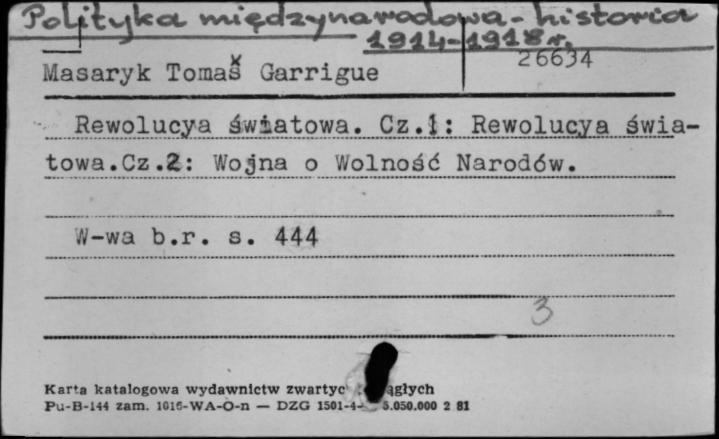 Polityka międzynarodowa - historia
1914-1918 r.
Masaryk Tomaš Garrigue
26634
Rewolucya światowa. Cz.1: Rewolucya świa-
towa.Cz.2: Wojna o Wolność Narodów.
W-wa b.r. s. 444
3
Karta katalogowa wydawnictw zwartyc
Pu-B-144 zam. 1016-WA-O-n — DZG 1501-4- 5.050.000 2 81